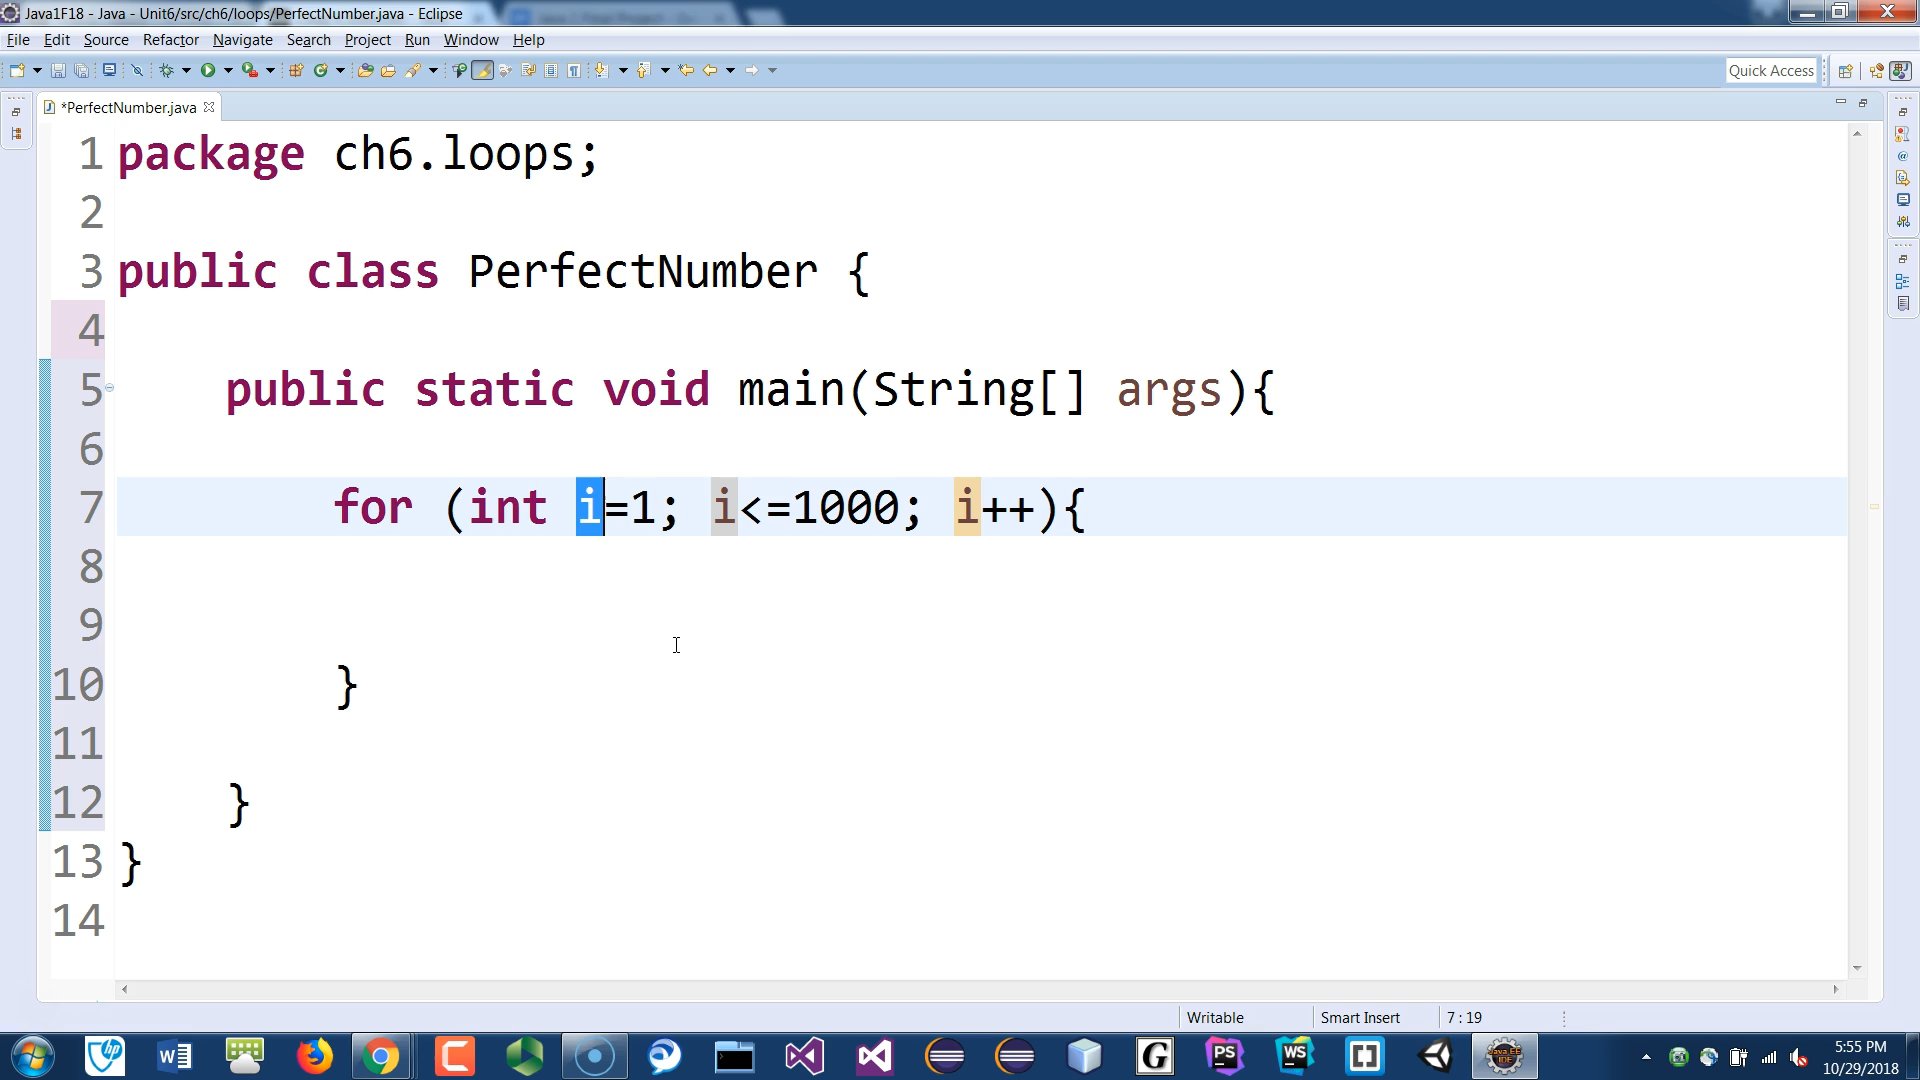 Java1F18 - Java - Unit6/src/ch6/loops/PerfectNumber.java - Eclipse
File Edit Source Refactor Navigate Search Project Run Window Help
Quick Access
*PerfectNumber.java
1 package ch6.loops;
2
3 public class PerfectNumber {
4
5 public static void main(String[] args){
6
7 for (int i=1; i<=1000; i++){
8
9
10 }
11
12 }
13 }
14
Writable Smart Insert 7 : 19
5:55 PM
10/29/2018